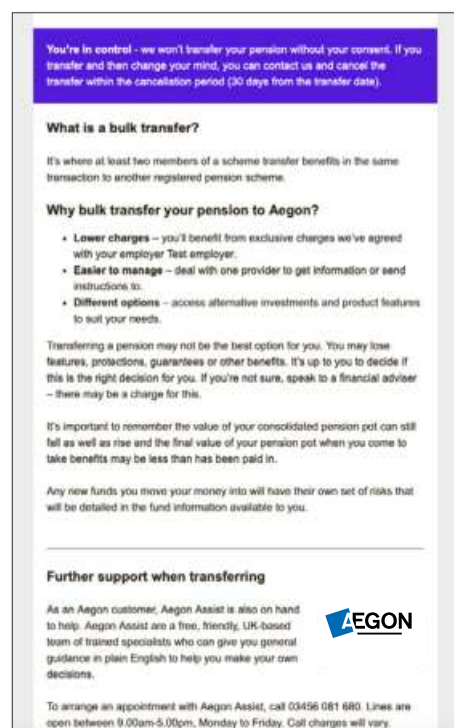 You're in control - we won't transfer your pension without your consent. If you
transfer and then change your mind, you can contact us and cancel the
transfer within the cancellation period (30 days from the transfer date).
What is a bulk transfer?
It's where at least two members of a scheme transfer benefits in the same
transaction to another registered pension scheme.
Why bulk transfer your pension to Aegon?
• Lower charges – you'll benefit from exclusive charges we've agreed
with your employer Test employer.
• Easier to manage – deal with one provider to get information or send
instructions to.
• Different options – access alternative investments and product features
to suit your needs.
Transferring a pension may not be the best option for you. You may lose
features, protections, guarantees or other benefits. It's up to you to decide if
this is the right decision for you. If you're not sure, speak to a financial adviser
– there may be a charge for this.
It's important to remember the value of your consolidated pension pot can still
fall as well as rise and the final value of your pension pot when you come to
take benefits may be less than has been paid in.
Any new funds you move your money into will have their own set of risks that
will be detailed in the fund information available to you.
Further support when transferring
As an Aegon customer, Aegon Assist is also on hand
to help. Aegon Assist are a free, friendly, UK-based
team of trained specialists who can give you general
guidance in plain English to help you make your own
decisions.
AEGON
To arrange an appointment with Aegon Assist, call 03456 081 680. Lines are
open between 9.00am-5.00pm, Monday to Friday. Call charges will vary.